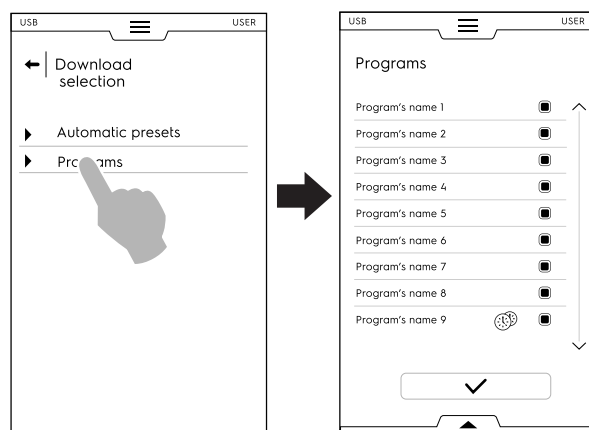 USB USER
Download
selection
Automatic presets
Programs
USB USER
Programs
Program's name 1
Program's name 2
Program's name 3
Program's name 4
Program's name 5
Program's name 6
Program's name 7
Program's name 8
Program's name 9